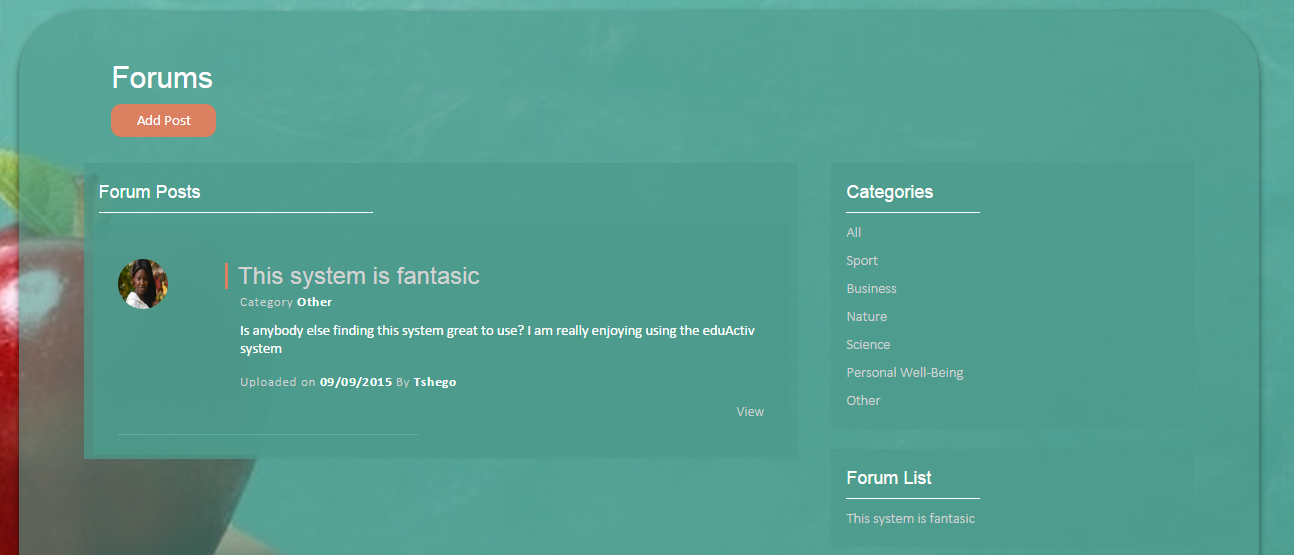 Forums
Add Post
Forum Posts
This system is fantasic
Category Other
Is anybody else finding this system great to use? I am really enjoying using the eduActiv
system
Uploaded on 09/09/2015 By Tshego
View
Categories
All
Sport
Business
Nature
Science
Personal Well-Being
Other
Forum List
This system is fantasic